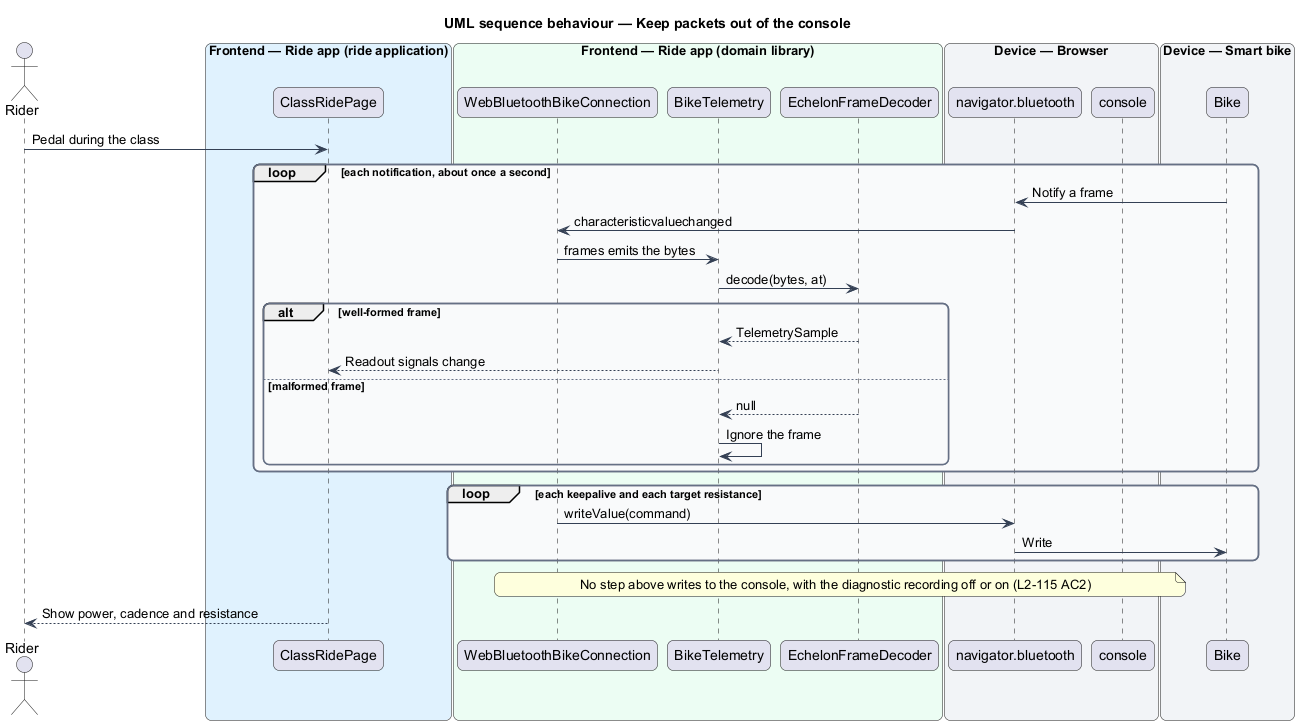 UML sequence behaviour — Keep packets out of the console
Frontend — Ride app (ride application)
Frontend — Ride app (domain library)
Device — Browser
Device — Smart bike
Rider
ClassRidePage
WebBluetoothBikeConnection
BikeTelemetry
EchelonFrameDecoder
navigator.bluetooth
console
Bike
Pedal during the class
loop
[each notification, about once a second]
Notify a frame
characteristicvaluechanged
frames emits the bytes
decode(bytes, at)
alt
[well-formed frame]
TelemetrySample
Readout signals change
[malformed frame]
null
Ignore the frame
loop
[each keepalive and each target resistance]
writeValue(command)
Write
No step above writes to the console, with the diagnostic recording off or on (L2-115 AC2)
Show power, cadence and resistance
Rider
ClassRidePage
WebBluetoothBikeConnection
BikeTelemetry
EchelonFrameDecoder
navigator.bluetooth
console
Bike